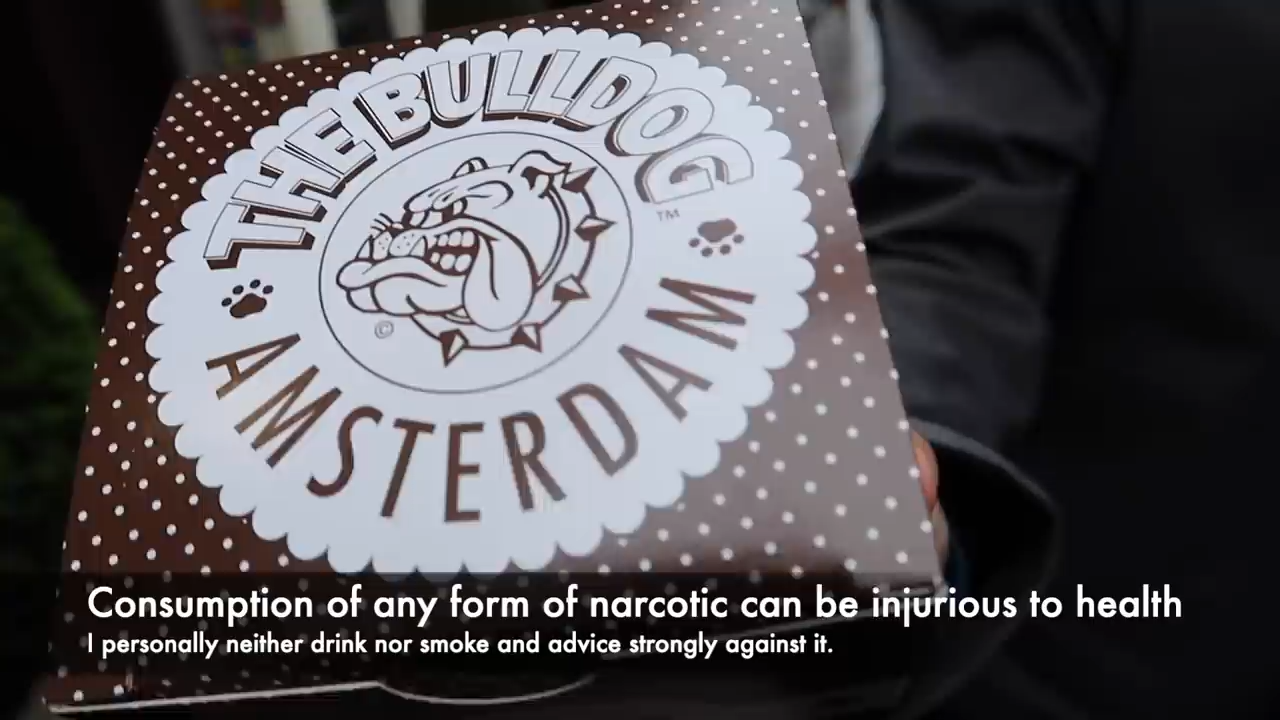 THE BULLDOG
TM
©
AMSTERDAM
Consumption of any form of narcotic can be injurious to health
I personally neither drink nor smoke and advice strongly against it.